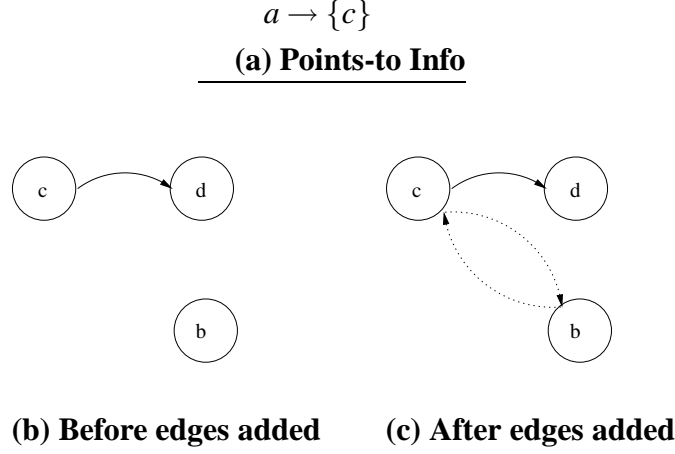 a → {c}
(a) Points-to Info
c
d
c
d
b
b
(b) Before edges added
(c) After edges added